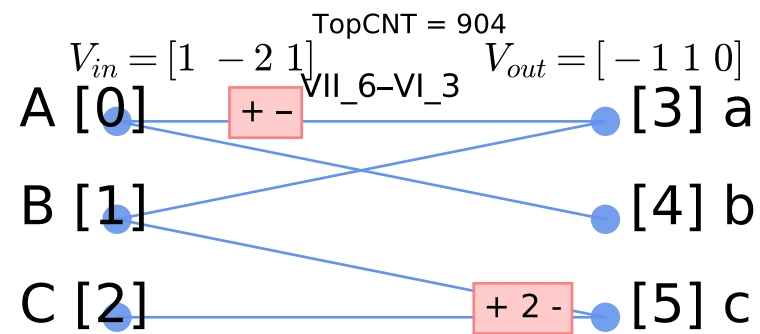 TopCNT = 904
V_in = [1 −2 1]
V_out = [−1 1 0]
VII_6–VI_3
A [0]
+ –
[3] a
B [1]
[4] b
C [2]
+ 2 -
[5] c